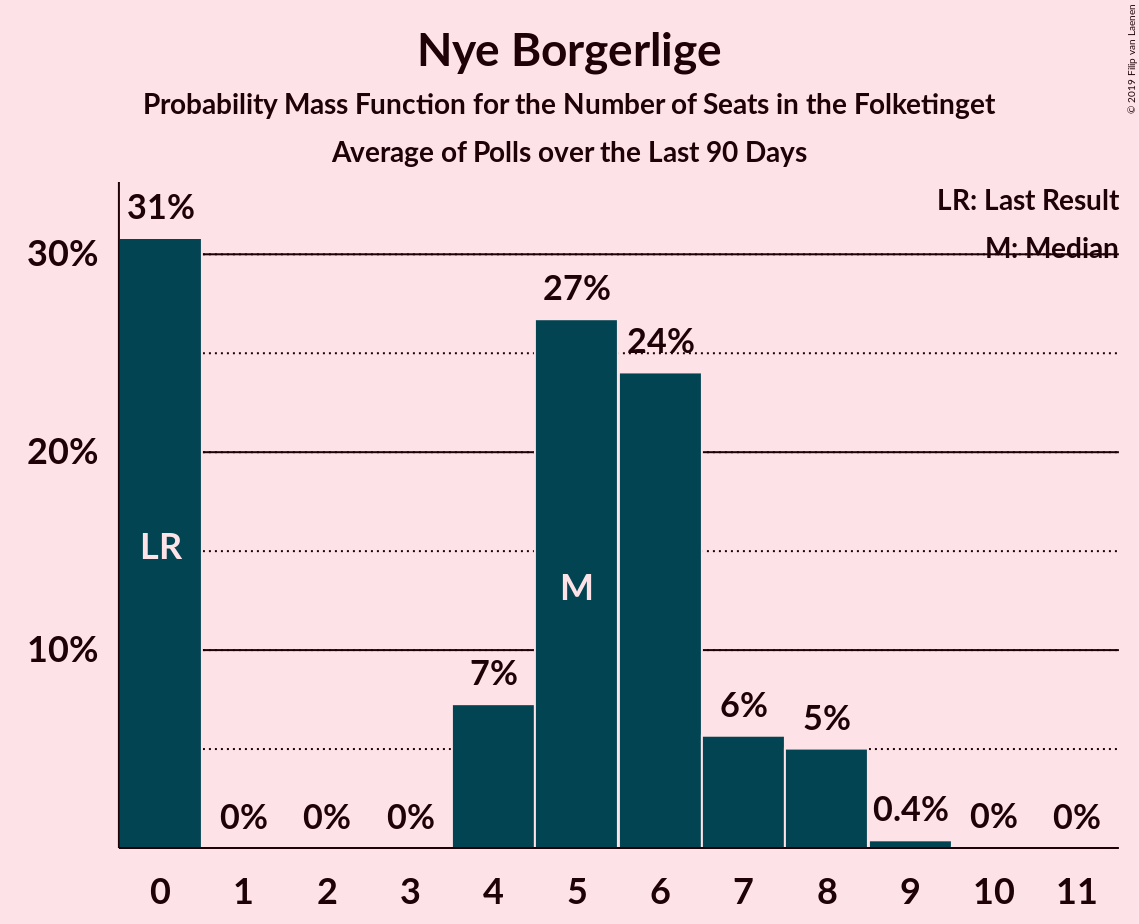 Nye Borgerlige
Probability Mass Function for the Number of Seats in the Folketinget
Average of Polls over the Last 90 Days
© 2019 Filip van Laenen
LR: Last Result
M: Median
31%
30%
27%
24%
20%
LR
M
10%
7%
6%
5%
0% 0% 0% 0.4% 0% 0%
0 1 2 3 4 5 6 7 8 9 10 11